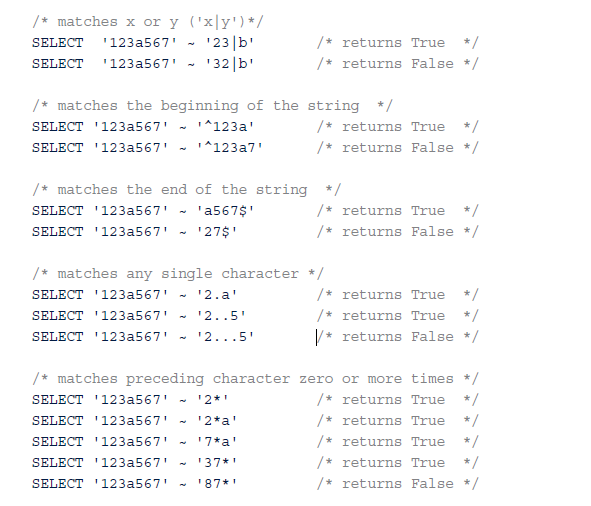 /* matches x or y ('x|y')*/
SELECT  '123a567' ~ '23|b'       /* returns True  */
SELECT  '123a567' ~ '32|b'       /* returns False */
/* matches the beginning of the string  */
SELECT '123a567' ~ '^123a'       /* returns True  */
SELECT '123a567' ~ '^123a7'      /* returns False */
/* matches the end of the string  */
SELECT '123a567' ~ 'a567$'       /* returns True  */
SELECT '123a567' ~ '27$'         /* returns False */
/* matches any single character */
SELECT '123a567' ~ '2.a'         /* returns True  */
SELECT '123a567' ~ '2..5'        /* returns True  */
SELECT '123a567' ~ '2...5'       /* returns False */
/* matches preceding character zero or more times */
SELECT '123a567' ~ '2*'          /* returns True  */
SELECT '123a567' ~ '2*a'         /* returns True  */
SELECT '123a567' ~ '7*a'         /* returns True  */
SELECT '123a567' ~ '37*'         /* returns True  */
SELECT '123a567' ~ '87*'         /* returns False */